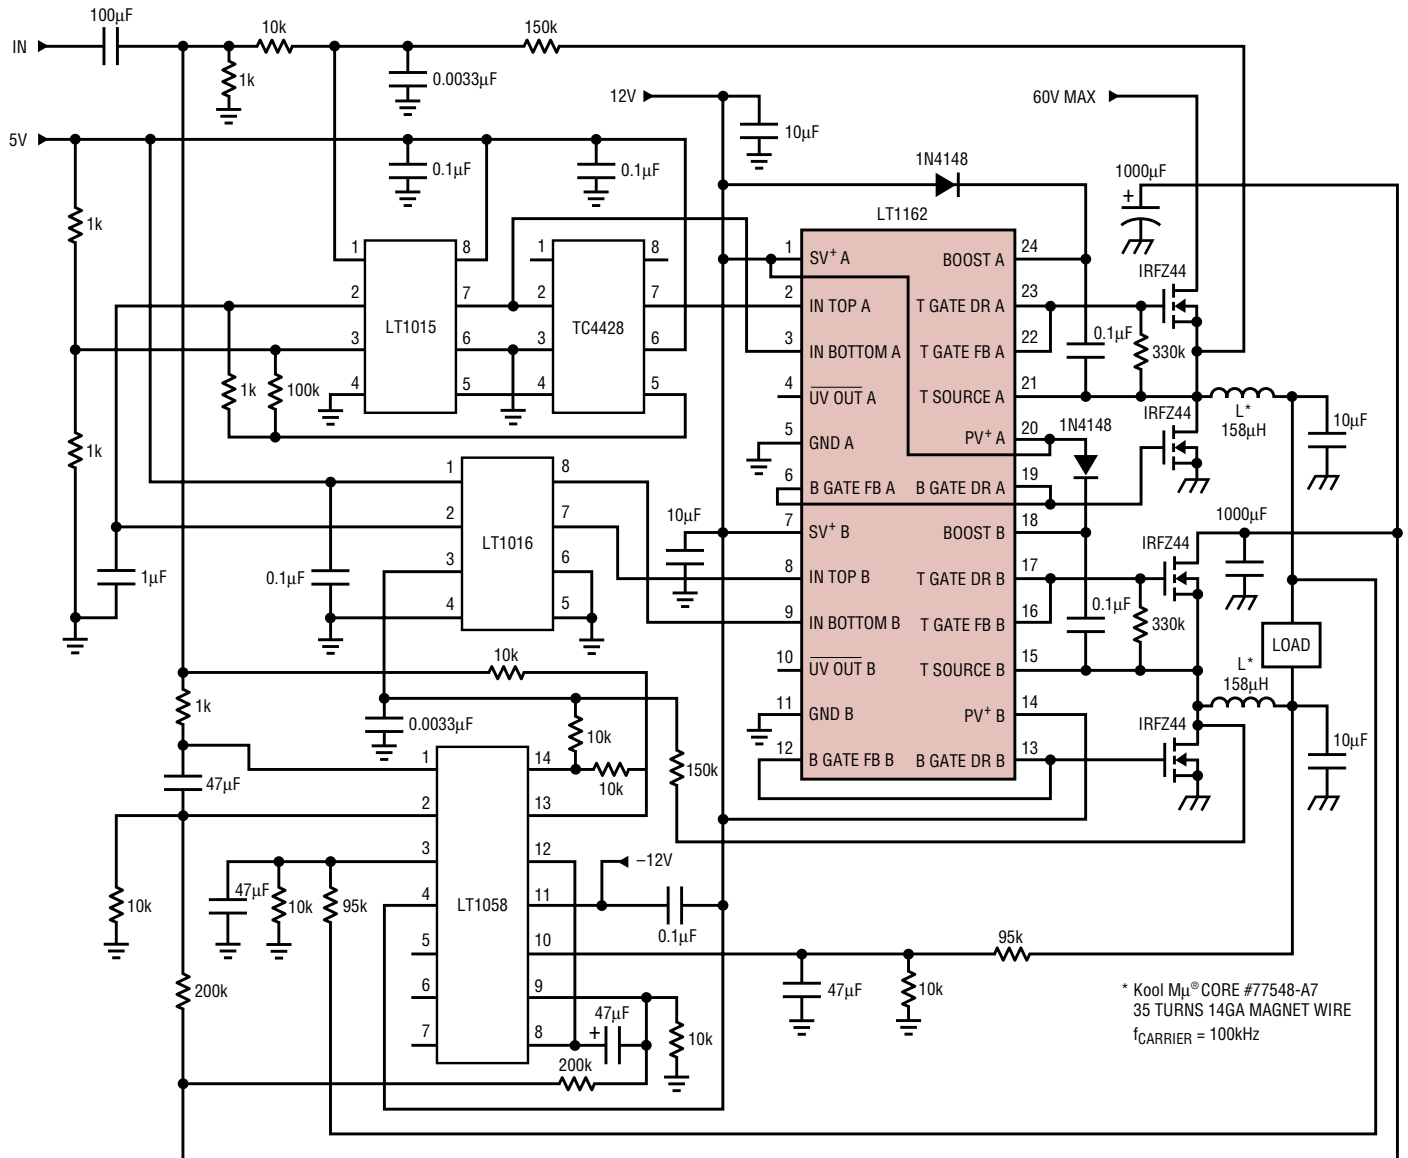 100µF
IN
10k
150k
1k
0.0033µF
12V
60V MAX
10µF
5V
0.1µF
0.1µF
1N4148
1000µF
+
1k
LT1162
1 8
2 7
3 6
4 5
LT1015
1 8
2 7
3 6
4 5
TC4428
1k
100k
1k
1 SV+ A
2 IN TOP A
3 IN BOTTOM A
4 UV OUT A
5 GND A
6 B GATE FB A
7 SV+ B
8 IN TOP B
9 IN BOTTOM B
10 UV OUT B
11 GND B
12 B GATE FB B
BOOST A 24
T GATE DR A 23
T GATE FB A 22
T SOURCE A 21
PV+ A 20
B GATE DR A 19
BOOST B 18
T GATE DR B 17
T GATE FB B 16
T SOURCE B 15
PV+ B 14
B GATE DR B 13
IRFZ44
0.1µF
330k
IRFZ44
L*
158µH
10µF
1N4148
1000µF
IRFZ44
0.1µF
330k
LOAD
L*
158µH
IRFZ44
10µF
1 8
2 7
3 6
4 5
LT1016
10µF
1µF
0.1µF
10k
1k
0.0033µF
10k
10k
150k
47µF
1 14
2 13
3 12
4 11
5 10
6 9
7 8
LT1058
–12V
10k
47µF
10k
95k
0.1µF
95k
200k
47µF
10k
47µF
+
10k
200k
* Kool Mµ® CORE #77548-A7
35 TURNS 14GA MAGNET WIRE
fCARRIER = 100kHz